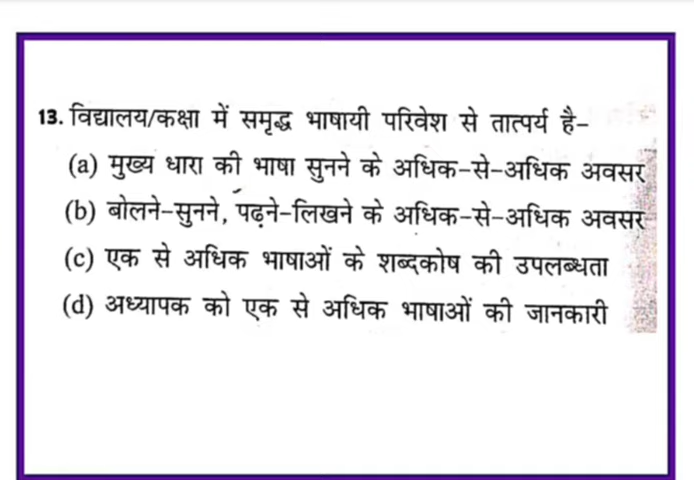 13. विद्यालय/कक्षा में समृद्ध भाषायी परिवेश से तात्पर्य है–
(a) मुख्य धारा की भाषा सुनने के अधिक-से-अधिक अवसर
(b) बोलने-सुनने, पढ़ने-लिखने के अधिक-से-अधिक अवसर
(c) एक से अधिक भाषाओं के शब्दकोष की उपलब्धता
(d) अध्यापक को एक से अधिक भाषाओं की जानकारी